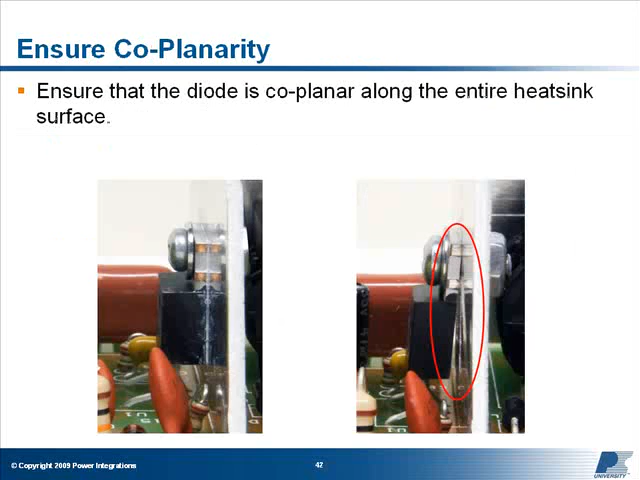 Ensure Co-Planarity
Ensure that the diode is co-planar along the entire heatsink
surface.
© Copyright 2009 Power Integrations
47
UNIVERSITY